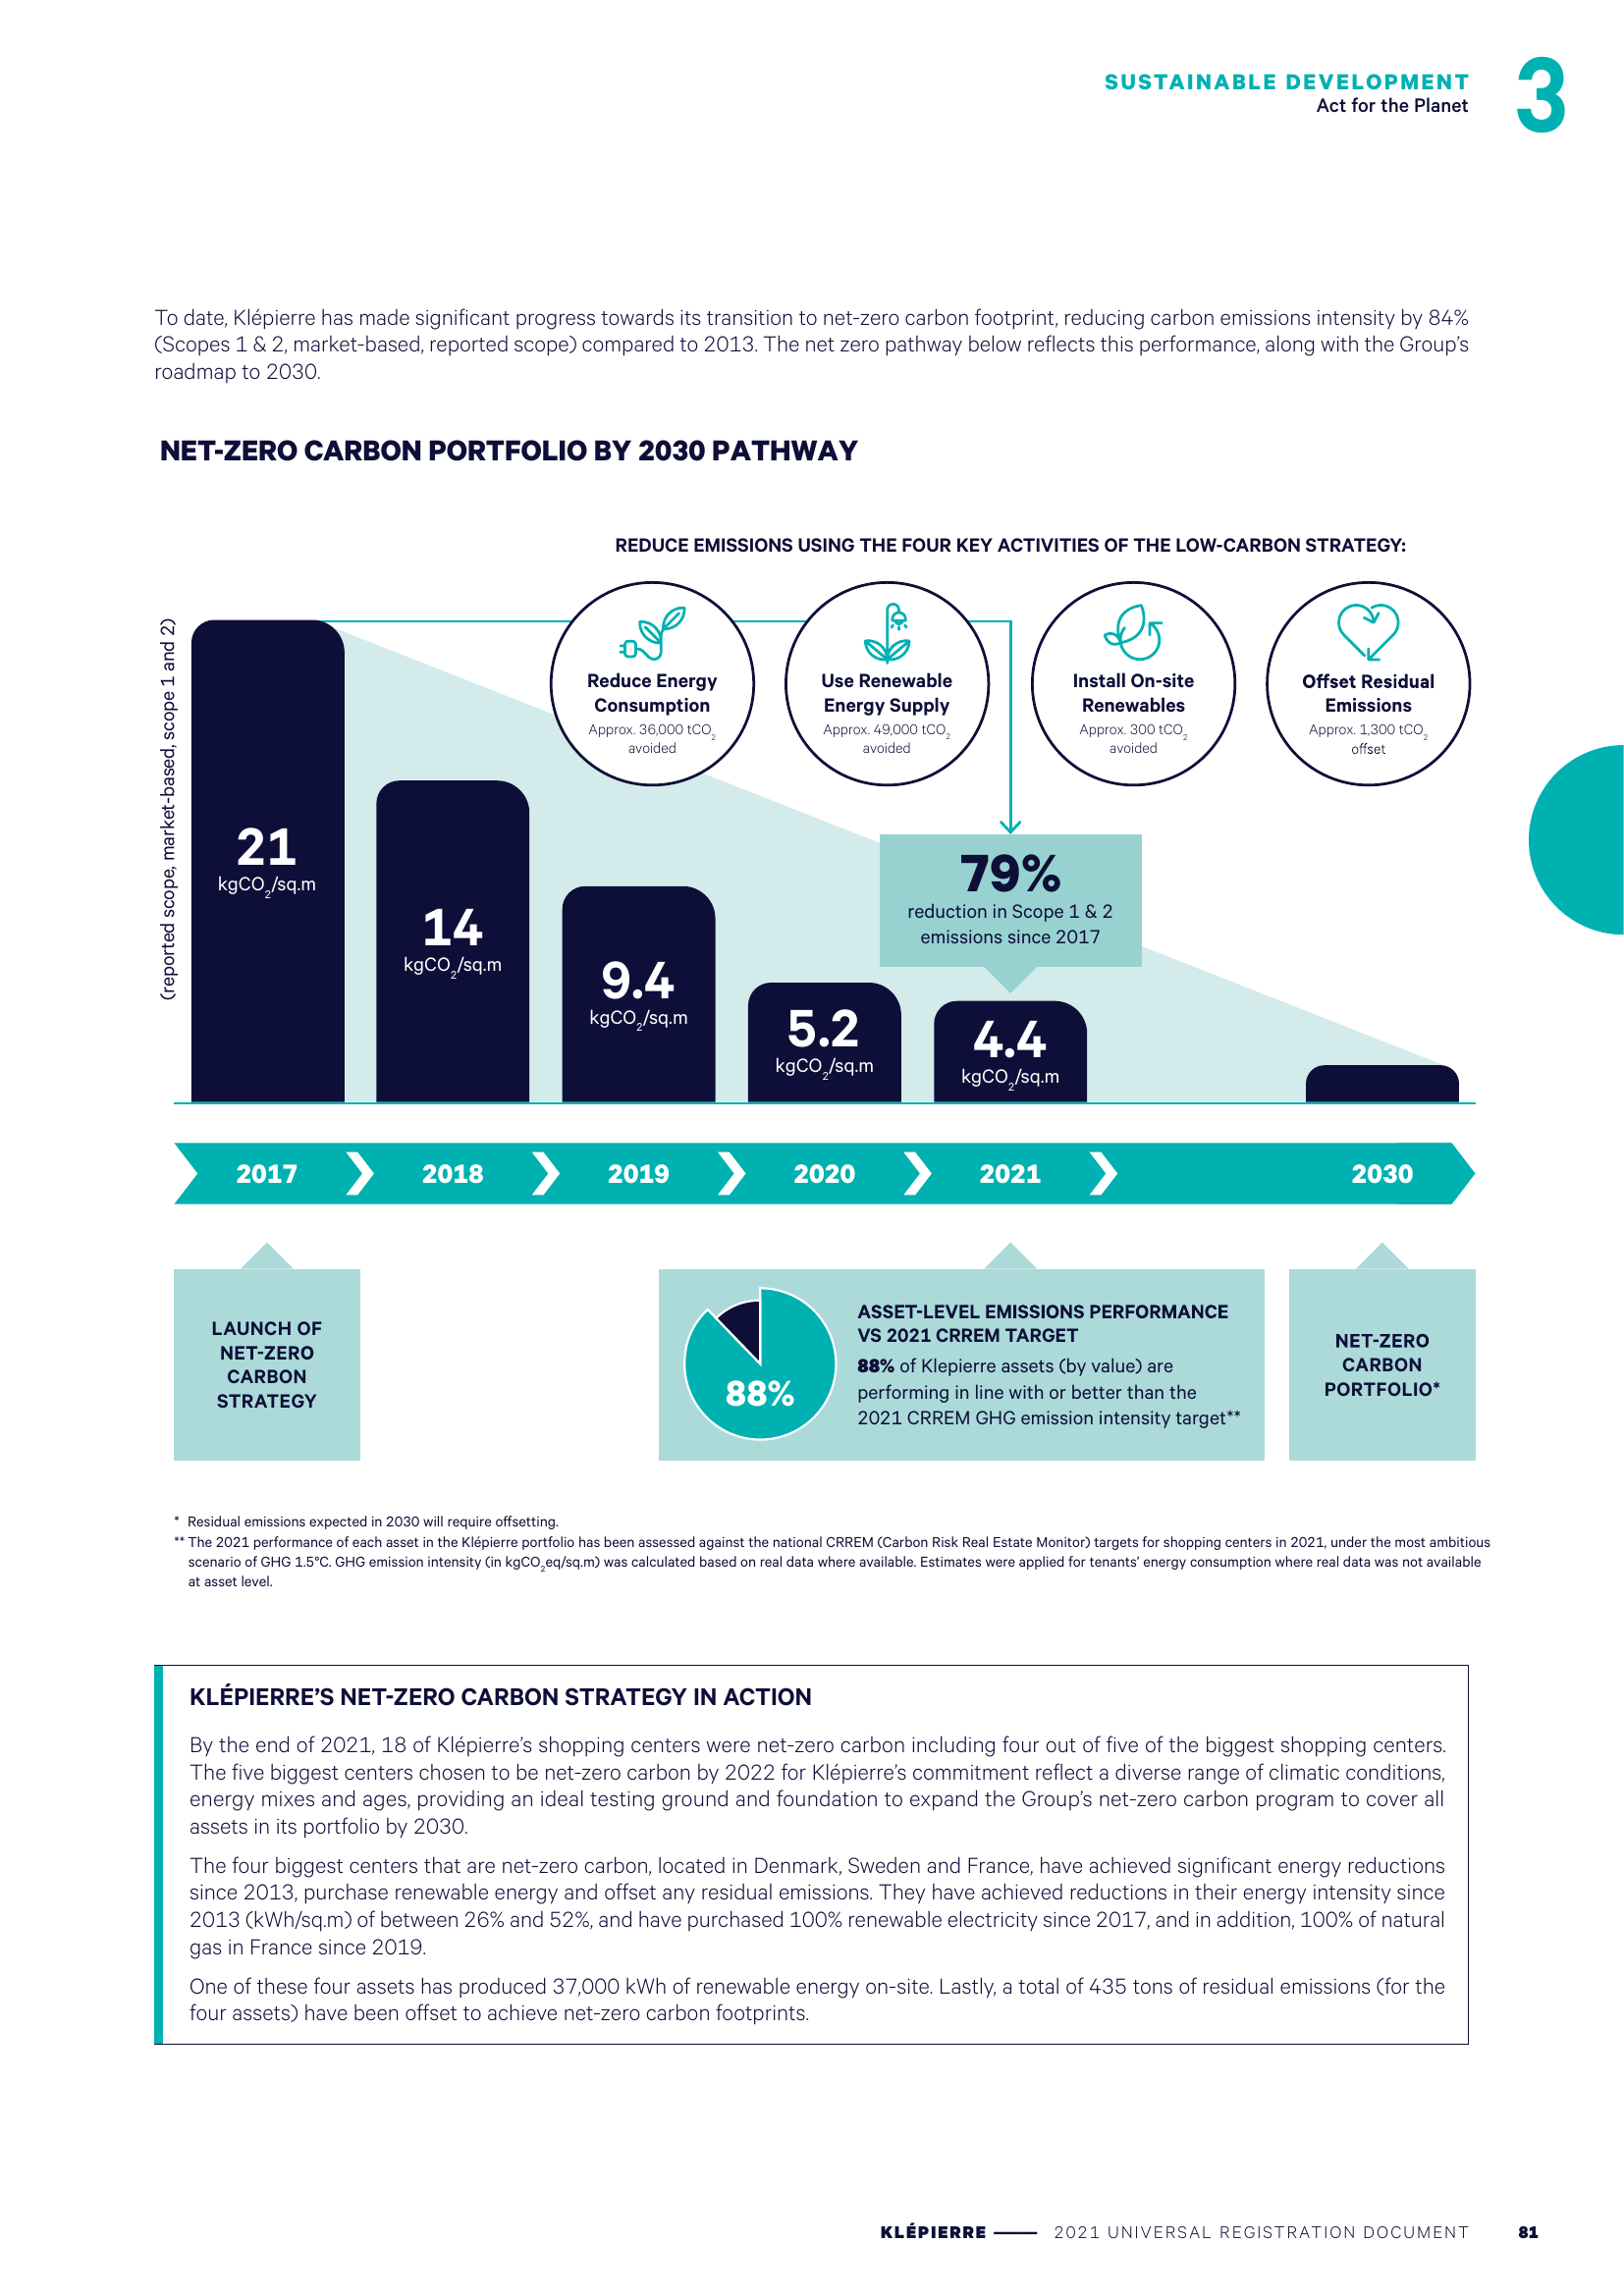 SUSTAINABLE DEVELOPMENT
Act for the Planet
3
To date, Klépierre has made significant progress towards its transition to net-zero carbon footprint, reducing carbon emissions intensity by 84%
(Scopes 1 & 2, market-based, reported scope) compared to 2013. The net zero pathway below reflects this performance, along with the Group's
roadmap to 2030.
NET-ZERO CARBON PORTFOLIO BY 2030 PATHWAY
REDUCE EMISSIONS USING THE FOUR KEY ACTIVITIES OF THE LOW-CARBON STRATEGY:
(reported scope, market-based, scope 1 and 2)
Reduce Energy
Consumption
Approx. 36,000 tCO2
avoided
Use Renewable
Energy Supply
Approx. 49,000 tCO2
avoided
Install On-site
Renewables
Approx. 300 tCO2
avoided
Offset Residual
Emissions
Approx. 1,300 tCO2
offset
21
kgCO2/sq.m
14
kgCO2/sq.m
9.4
kgCO2/sq.m
5.2
kgCO2/sq.m
4.4
kgCO2/sq.m
79%
reduction in Scope 1 & 2
emissions since 2017
2017
2018
2019
2020
2021
2030
LAUNCH OF
NET-ZERO
CARBON
STRATEGY
88%
ASSET-LEVEL EMISSIONS PERFORMANCE
VS 2021 CRREM TARGET
88% of Klepierre assets (by value) are
performing in line with or better than the
2021 CRREM GHG emission intensity target**
NET-ZERO
CARBON
PORTFOLIO*
* Residual emissions expected in 2030 will require offsetting.
** The 2021 performance of each asset in the Klépierre portfolio has been assessed against the national CRREM (Carbon Risk Real Estate Monitor) targets for shopping centers in 2021, under the most ambitious
scenario of GHG 1.5°C. GHG emission intensity (in kgCO2eq/sq.m) was calculated based on real data where available. Estimates were applied for tenants' energy consumption where real data was not available
at asset level.
KLÉPIERRE'S NET-ZERO CARBON STRATEGY IN ACTION
By the end of 2021, 18 of Klépierre's shopping centers were net-zero carbon including four out of five of the biggest shopping centers.
The five biggest centers chosen to be net-zero carbon by 2022 for Klépierre's commitment reflect a diverse range of climatic conditions,
energy mixes and ages, providing an ideal testing ground and foundation to expand the Group's net-zero carbon program to cover all
assets in its portfolio by 2030.
The four biggest centers that are net-zero carbon, located in Denmark, Sweden and France, have achieved significant energy reductions
since 2013, purchase renewable energy and offset any residual emissions. They have achieved reductions in their energy intensity since
2013 (kWh/sq.m) of between 26% and 52%, and have purchased 100% renewable electricity since 2017, and in addition, 100% of natural
gas in France since 2019.
One of these four assets has produced 37,000 kWh of renewable energy on-site. Lastly, a total of 435 tons of residual emissions (for the
four assets) have been offset to achieve net-zero carbon footprints.
KLÉPIERRE — 2021 UNIVERSAL REGISTRATION DOCUMENT 81